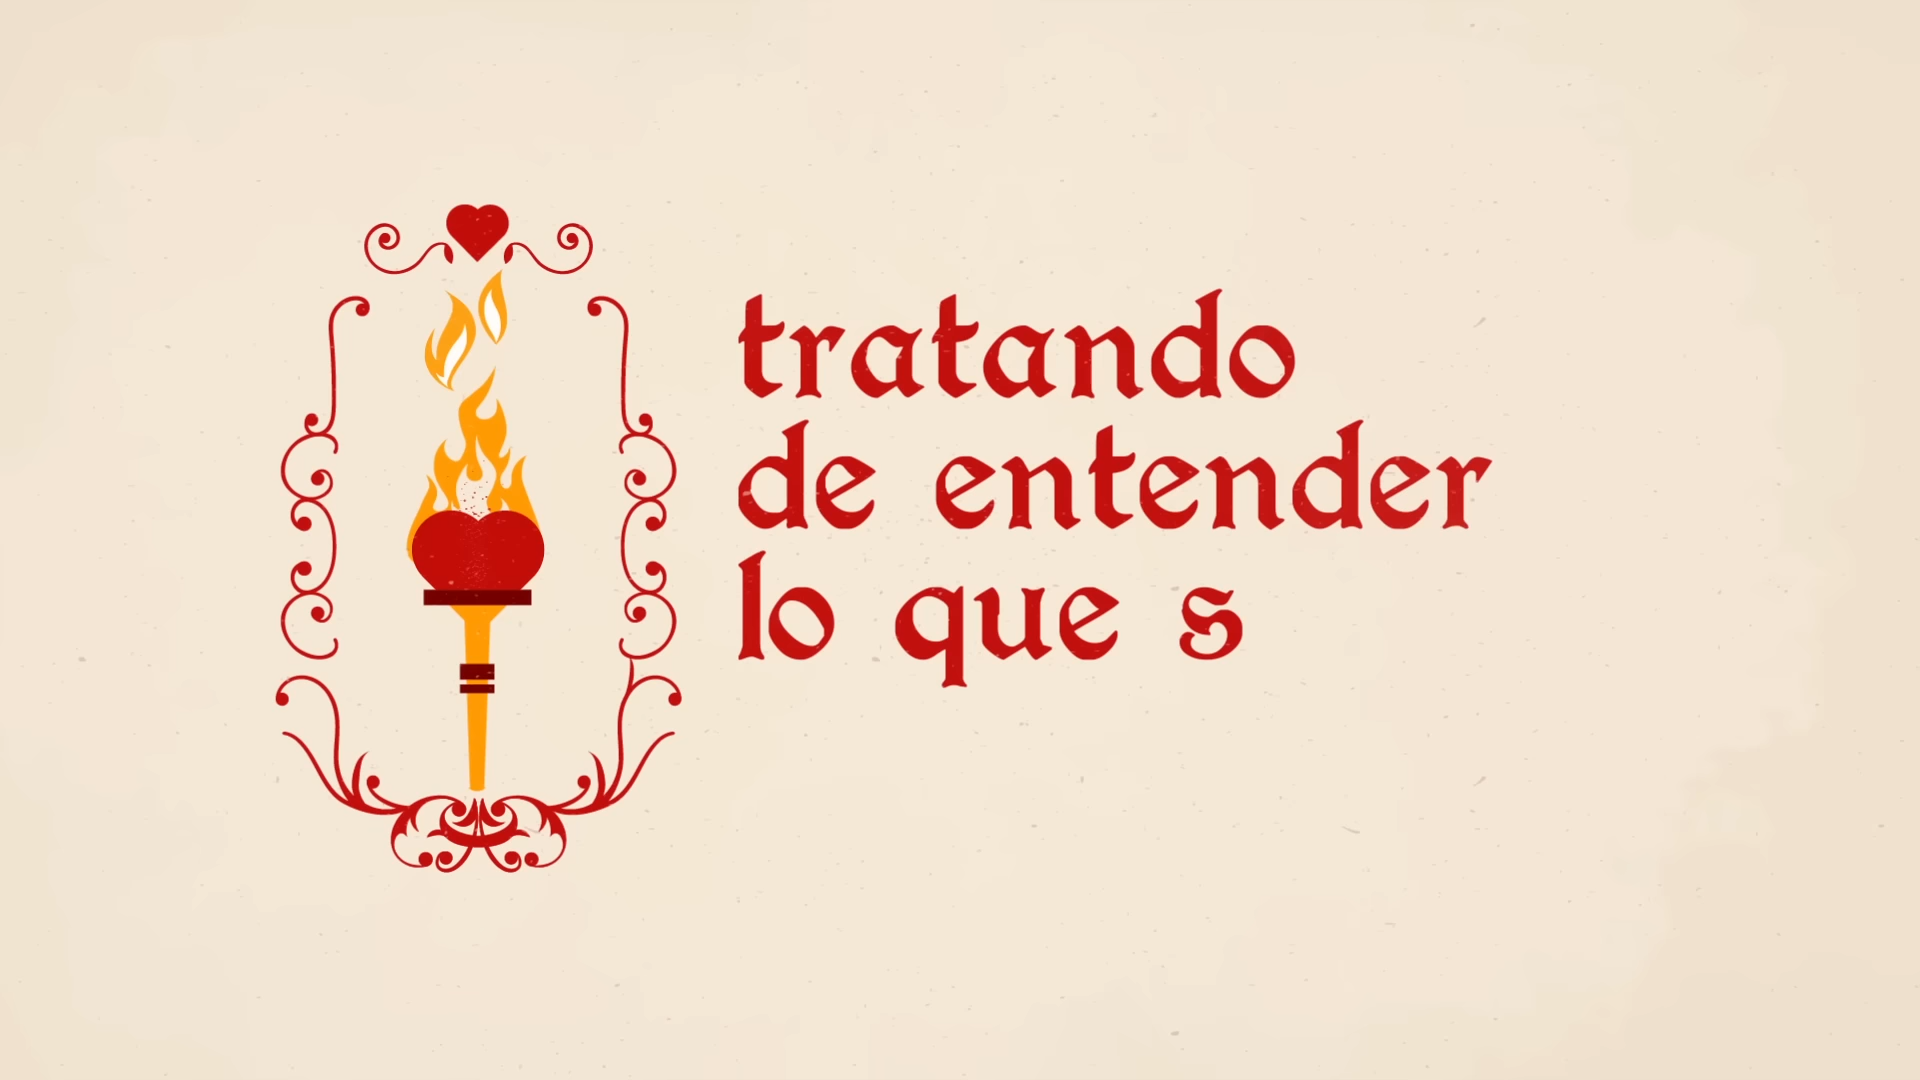 tratando
de entender
lo que s